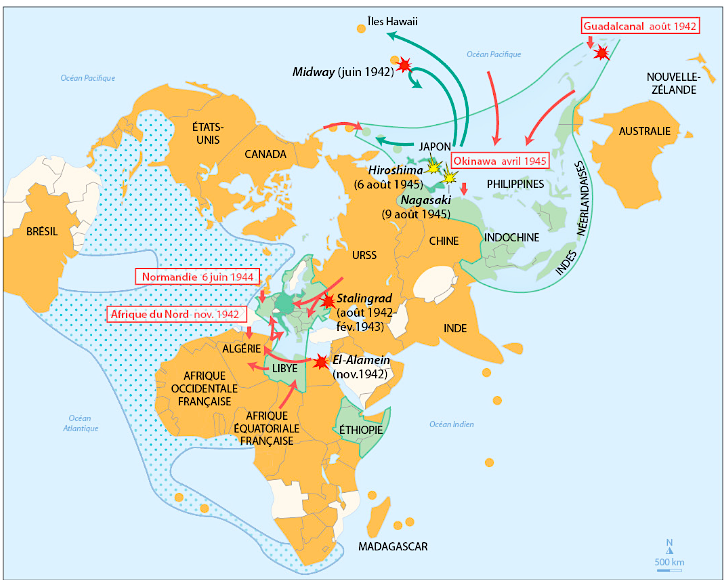 Îles Hawaii
Guadalcanal août 1942
Océan Pacifique
Océan Pacifique
Midway (juin 1942)
NOUVELLE-
ZÉLANDE
ÉTATS-
UNIS
CANADA
AUSTRALIE
JAPON
Hiroshima
(6 août 1945)
Okinawa avril 1945
PHILIPPINES
Nagasaki
(9 août 1945)
INDES NÉERLANDAISES
BRÉSIL
URSS
CHINE
INDOCHINE
Normandie 6 juin 1944
Stalingrad
(août 1942-
fév.1943)
Afrique du Nord- nov. 1942
INDE
ALGÉRIE
El-Alamein
(nov.1942)
LIBYE
AFRIQUE
OCCIDENTALE
FRANÇAISE
AFRIQUE
ÉQUATORIALE
FRANÇAISE
ÉTHIOPIE
Océan
Atlantique
Océan Indien
MADAGASCAR
N
500 km